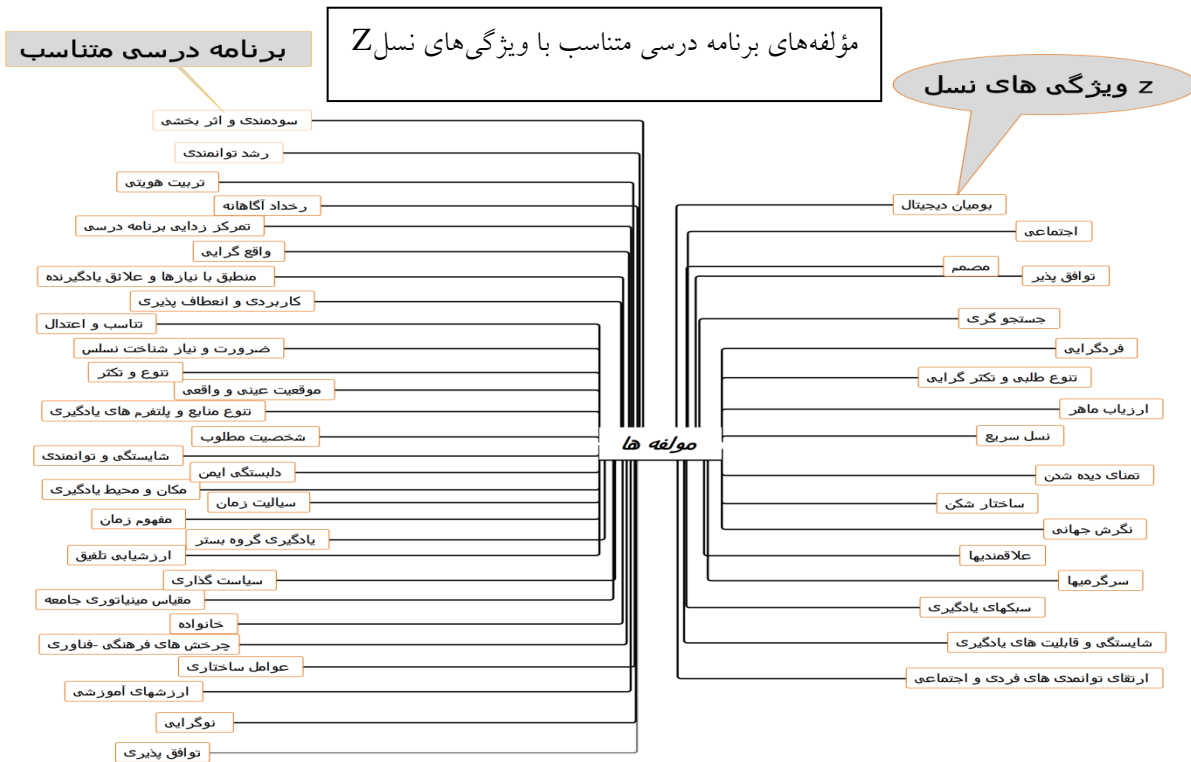 مؤلفه‌های برنامه درسی متناسب با ویژگی‌های نسلZ
ویژگی های نسل z
بومیان دیجیتال
اجتماعی
مصمم
توافق پذیر
جستجو گری
فردگرایی
تنوع طلبی و تکثر گرایی
ارزیاب ماهر
نسل سریع
تمنای دیده شدن
ساختار شکن
نگرش جهانی
علاقمندیها
سرگرمیها
سبکهای یادگیری
شایستگی و قابلیت های یادگیری
ارتقای توانمدی های فردی و اجتماعی
مولفه ها
برنامه درسی متناسب
سودمندی و اثر بخشی
رشد توانمندی
تربیت هویتی
رخداد آگاهانه
تمرکز زدایی برنامه درسی
واقع گرایی
منطبق با نیازها و علائق یادگیرنده
کاربردی و انعطاف پذیری
تناسب و اعتدال
ضرورت و نیاز شناخت نسلس
تنوع و تکثر
موقعیت عینی و واقعی
تنوع منابع و پلتفرم های یادگیری
شخصیت مطلوب
شایستگی و توانمندی
دلبستگی ایمن
مکان و محیط یادگیری
سیالیت زمان
مفهوم زمان
یادگیری گروه بستر
ارزشیابی تلفیق
سیاست گذاری
مقیاس مینیاتوری جامعه
خانواده
چرخش های فرهنگی -فناوری
عوامل ساختاری
ارزشهای آموزشی
نوگرایی
توافق پذیری